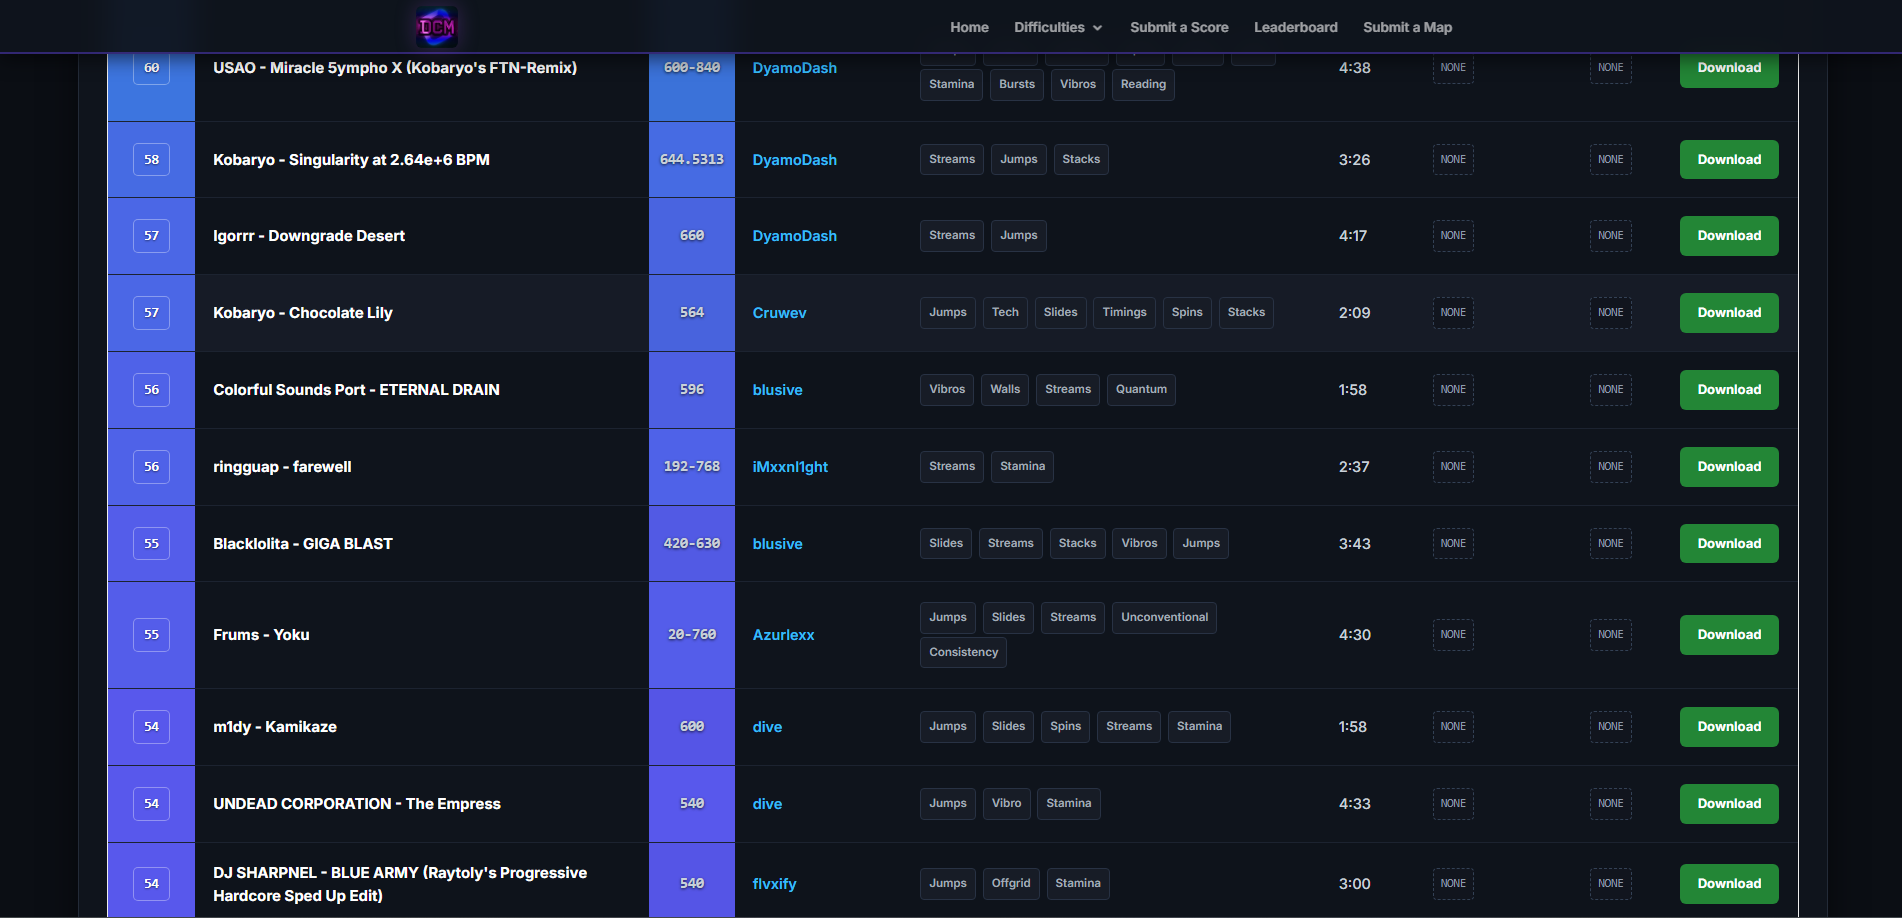 DCM
Home Difficulties Submit a Score Leaderboard Submit a Map
60 USAO - Miracle 5ympho X (Kobaryo's FTN-Remix) 600-840 DyamoDash Stamina Bursts Vibros Reading 4:38 NONE NONE Download
58 Kobaryo - Singularity at 2.64e+6 BPM 644.5313 DyamoDash Streams Jumps Stacks 3:26 NONE NONE Download
57 Igorrr - Downgrade Desert 660 DyamoDash Streams Jumps 4:17 NONE NONE Download
57 Kobaryo - Chocolate Lily 564 Cruwev Jumps Tech Slides Timings Spins Stacks 2:09 NONE NONE Download
56 Colorful Sounds Port - ETERNAL DRAIN 596 blusive Vibros Walls Streams Quantum 1:58 NONE NONE Download
56 ringguap - farewell 192-768 iMxxnl1ght Streams Stamina 2:37 NONE NONE Download
55 Blacklolita - GIGA BLAST 420-630 blusive Slides Streams Stacks Vibros Jumps 3:43 NONE NONE Download
55 Frums - Yoku 20-760 Azurlexx Jumps Slides Streams Unconventional 4:30 NONE NONE Download
Consistency
54 m1dy - Kamikaze 600 dive Jumps Slides Spins Streams Stamina 1:58 NONE NONE Download
54 UNDEAD CORPORATION - The Empress 540 dive Jumps Vibro Stamina 4:33 NONE NONE Download
54 DJ SHARPNEL - BLUE ARMY (Raytoly's Progressive 540 flvxify Jumps Offgrid Stamina 3:00 NONE NONE Download
Hardcore Sped Up Edit)